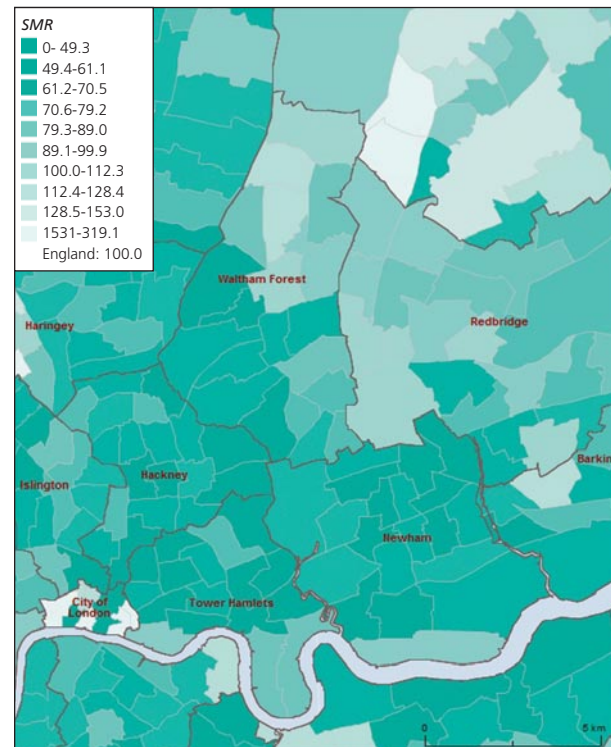 SMR
0- 49.3
49.4-61.1
61.2-70.5
70.6-79.2
79.3-89.0
89.1-99.9
100.0-112.3
112.4-128.4
128.5-153.0
1531-319.1
England: 100.0
Waltham Forest
Haringey
Redbridge
Barkin
Hackney
Islington
Newham
City of
London
Tower Hamlets
0
5 km